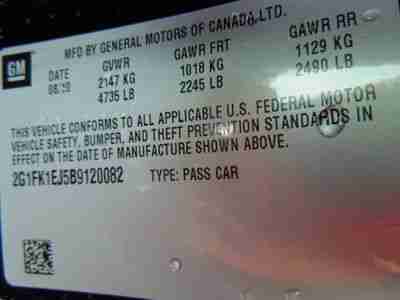 MFD BY GENERAL MOTORS OF CANADA LTD.
GM
DATE GVWR GAWR FRT GAWR RR
08/10 2147 KG 1018 KG 1129 KG
4735 LB 2245 LB 2490 LB
THIS VEHICLE CONFORMS TO ALL APPLICABLE U.S. FEDERAL MOTOR
VEHICLE SAFETY, BUMPER, AND THEFT PREVENTION STANDARDS IN
EFFECT ON THE DATE OF MANUFACTURE SHOWN ABOVE.
2G1FK1EJ5B9120082 TYPE: PASS CAR